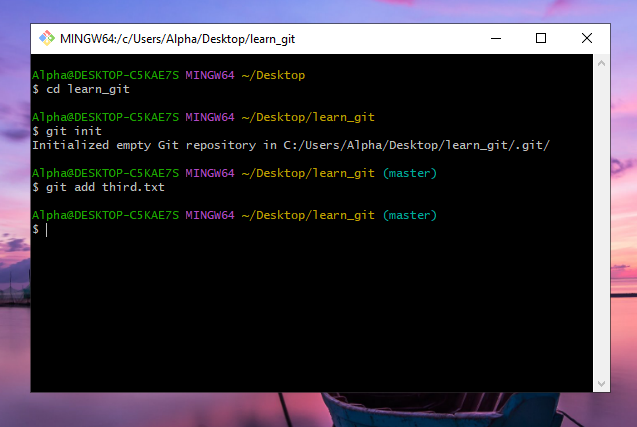 MINGW64:/c/Users/Alpha/Desktop/learn_git
Alpha@DESKTOP-C5KAE7S MINGW64 ~/Desktop
$ cd learn_git
Alpha@DESKTOP-C5KAE7S MINGW64 ~/Desktop/learn_git
$ git init
Initialized empty Git repository in C:/Users/Alpha/Desktop/learn_git/.git/
Alpha@DESKTOP-C5KAE7S MINGW64 ~/Desktop/learn_git (master)
$ git add third.txt
Alpha@DESKTOP-C5KAE7S MINGW64 ~/Desktop/learn_git (master)
$